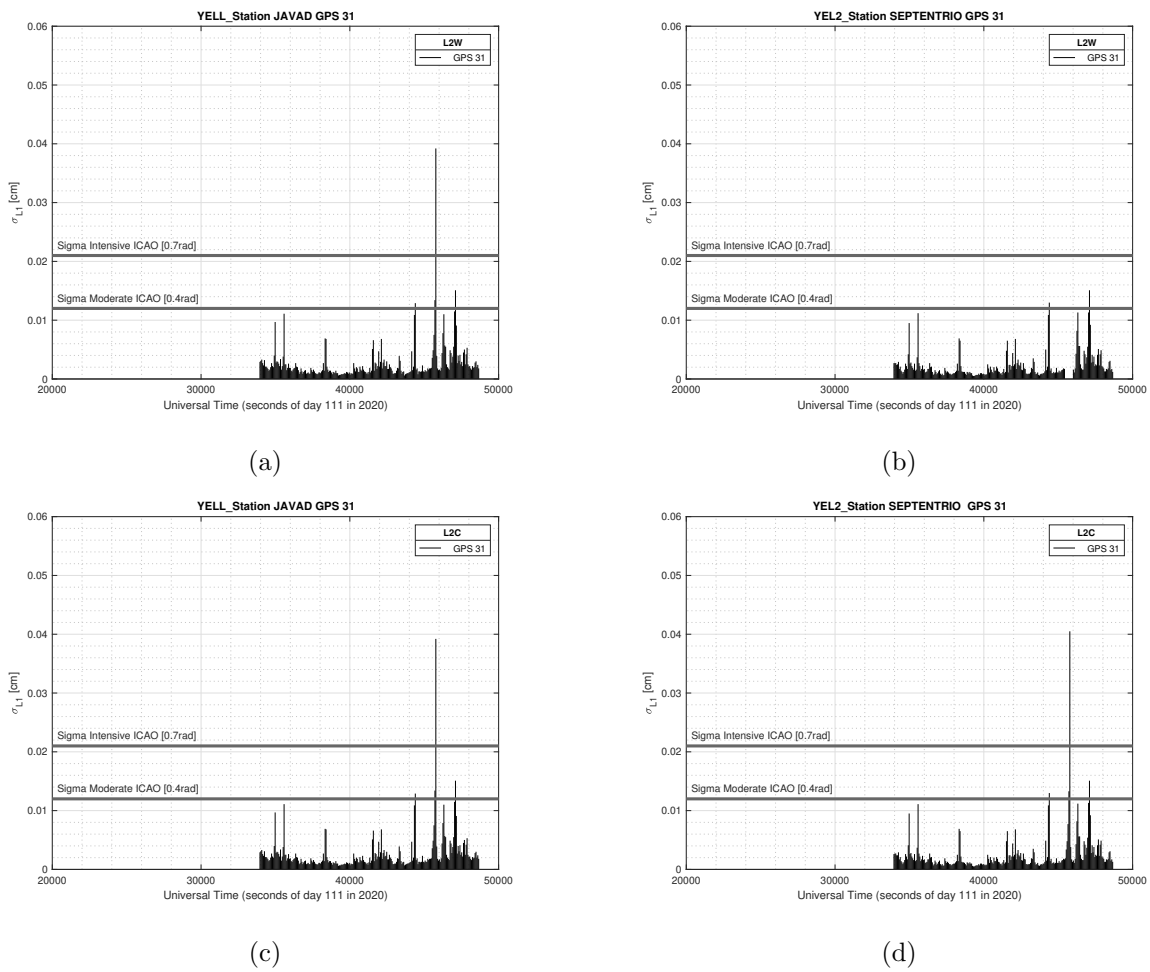 YELL_Station JAVAD GPS 31
0.06
0.05
0.04
0.03
0.02
0.01
0
σL1 [cm]
L2W
GPS 31
Sigma Intensive ICAO [0.7rad]
Sigma Moderate ICAO [0.4rad]
20000 30000 40000 50000
Universal Time (seconds of day 111 in 2020)
(a)
YEL2_Station SEPTENTRIO GPS 31
0.06
0.05
0.04
0.03
0.02
0.01
0
σL1 [cm]
L2W
GPS 31
Sigma Intensive ICAO [0.7rad]
Sigma Moderate ICAO [0.4rad]
20000 30000 40000 50000
Universal Time (seconds of day 111 in 2020)
(b)
YELL_Station JAVAD GPS 31
0.06
0.05
0.04
0.03
0.02
0.01
0
σL1 [cm]
L2C
GPS 31
Sigma Intensive ICAO [0.7rad]
Sigma Moderate ICAO [0.4rad]
20000 30000 40000 50000
Universal Time (seconds of day 111 in 2020)
(c)
YEL2_Station SEPTENTRIO  GPS 31
0.06
0.05
0.04
0.03
0.02
0.01
0
σL1 [cm]
L2C
GPS 31
Sigma Intensive ICAO [0.7rad]
Sigma Moderate ICAO [0.4rad]
20000 30000 40000 50000
Universal Time (seconds of day 111 in 2020)
(d)